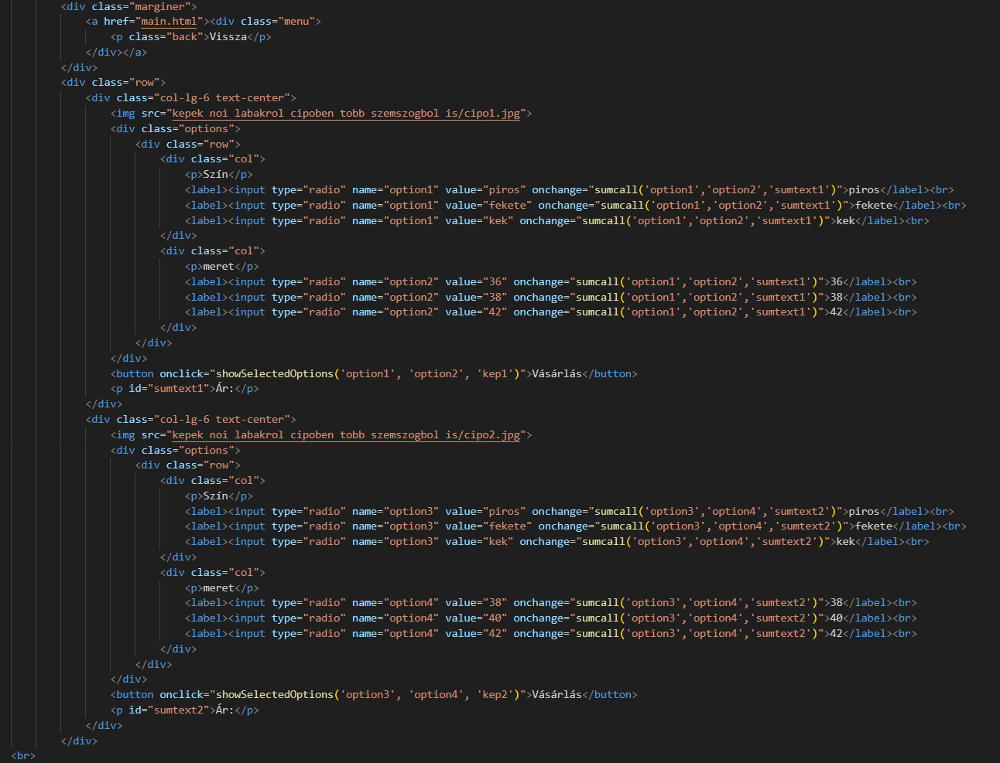 <div class="marginer">
<a href="main.html"><div class="menu">
<p class="back">Vissza</p>
</div></a>
</div>
<div class="row">
<div class="col-lg-6 text-center">
<img src="kepek noi labakrol cipoben tobb szemszogbol is/cipo1.jpg">
<div class="options">
<div class="row">
<div class="col">
<p>Szín</p>
<label><input type="radio" name="option1" value="piros" onchange="sumcall('option1','option2','sumtext1')">piros</label><br>
<label><input type="radio" name="option1" value="fekete" onchange="sumcall('option1','option2','sumtext1')">fekete</label><br>
<label><input type="radio" name="option1" value="kek" onchange="sumcall('option1','option2','sumtext1')">kek</label><br>
</div>
<div class="col">
<p>meret</p>
<label><input type="radio" name="option2" value="36" onchange="sumcall('option1','option2','sumtext1')">36</label><br>
<label><input type="radio" name="option2" value="38" onchange="sumcall('option1','option2','sumtext1')">38</label><br>
<label><input type="radio" name="option2" value="42" onchange="sumcall('option1','option2','sumtext1')">42</label><br>
</div>
</div>
</div>
<button onclick="showSelectedOptions('option1', 'option2', 'kep1')">Vásárlás</button>
<p id="sumtext1">Ár:</p>
</div>
<div class="col-lg-6 text-center">
<img src="kepek noi labakrol cipoben tobb szemszogbol is/cipo2.jpg">
<div class="options">
<div class="row">
<div class="col">
<p>Szín</p>
<label><input type="radio" name="option3" value="piros" onchange="sumcall('option3','option4','sumtext2')">piros</label><br>
<label><input type="radio" name="option3" value="fekete" onchange="sumcall('option3','option4','sumtext2')">fekete</label><br>
<label><input type="radio" name="option3" value="kek" onchange="sumcall('option3','option4','sumtext2')">kek</label><br>
</div>
<div class="col">
<p>meret</p>
<label><input type="radio" name="option4" value="38" onchange="sumcall('option3','option4','sumtext2')">38</label><br>
<label><input type="radio" name="option4" value="40" onchange="sumcall('option3','option4','sumtext2')">40</label><br>
<label><input type="radio" name="option4" value="42" onchange="sumcall('option3','option4','sumtext2')">42</label><br>
</div>
</div>
</div>
<button onclick="showSelectedOptions('option3', 'option4', 'kep2')">Vásárlás</button>
<p id="sumtext2">Ár:</p>
</div>
</div>
<br>